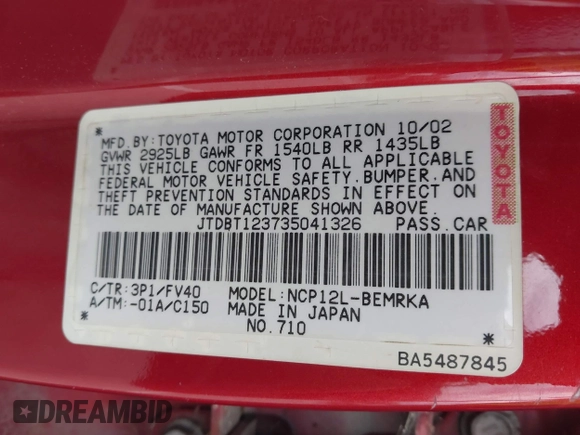 MFD.BY:TOYOTA MOTOR CORPORATION 10/02
GVWR 2925LB GAWR FR 1540LB RR 1435LB
THIS VEHICLE CONFORMS TO ALL APPLICABLE
FEDERAL MOTOR VEHICLE SAFETY.BUMPER.AND
THEFT PREVENTION STANDARDS IN EFFECT ON
THE DATE OF MANUFACTURE SHOWN ABOVE.
JTDBT123735041326 PASS.CAR
C/TR:3P1/FV40 MODEL:NCP12L-BEMRKA
A/TM:-01A/C150 MADE IN JAPAN
NO.710
BA5487845
TOYOTA
DREAMBID